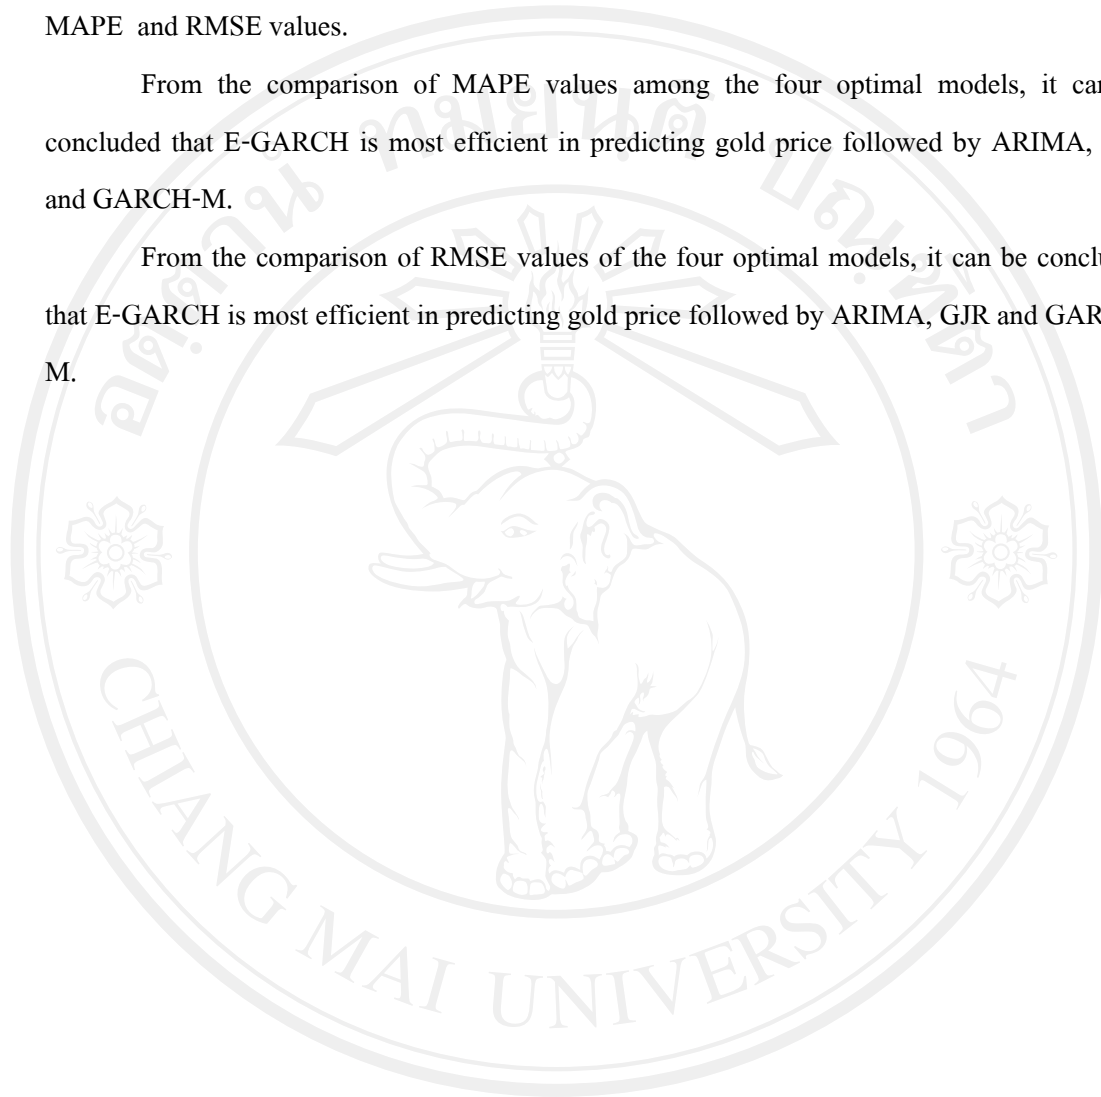 MAPE and RMSE values.
From the comparison of MAPE values among the four optimal models, it can
concluded that E-GARCH is most efficient in predicting gold price followed by ARIMA,
and GARCH-M.
From the comparison of RMSE values of the four optimal models, it can be conclu
that E-GARCH is most efficient in predicting gold price followed by ARIMA, GJR and GAR
M.
CHIANG MAI UNIVERSITY 1964